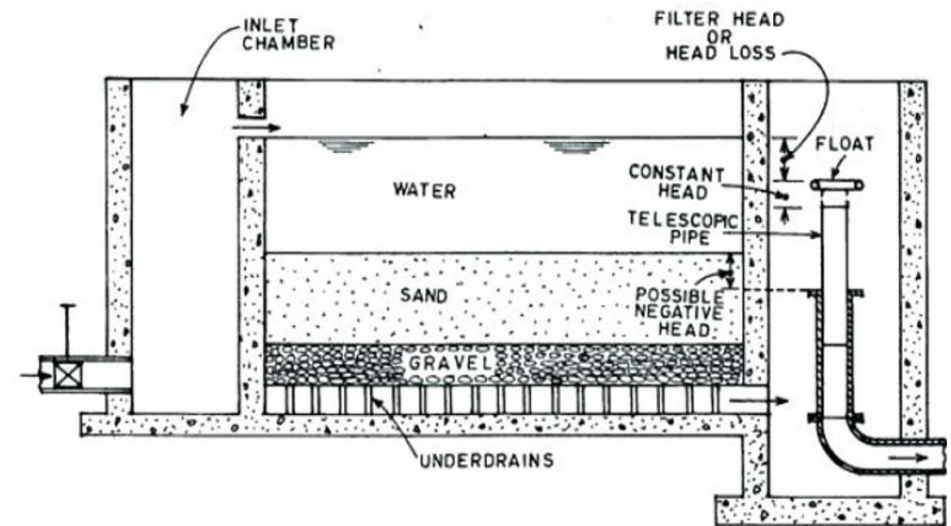 INLET
CHAMBER
FILTER HEAD
OR
HEAD LOSS
FLOAT
CONSTANT
HEAD
WATER
TELESCOPIC
PIPE
SAND
POSSIBLE
NEGATIVE
HEAD
GRAVEL
UNDERDRAINS